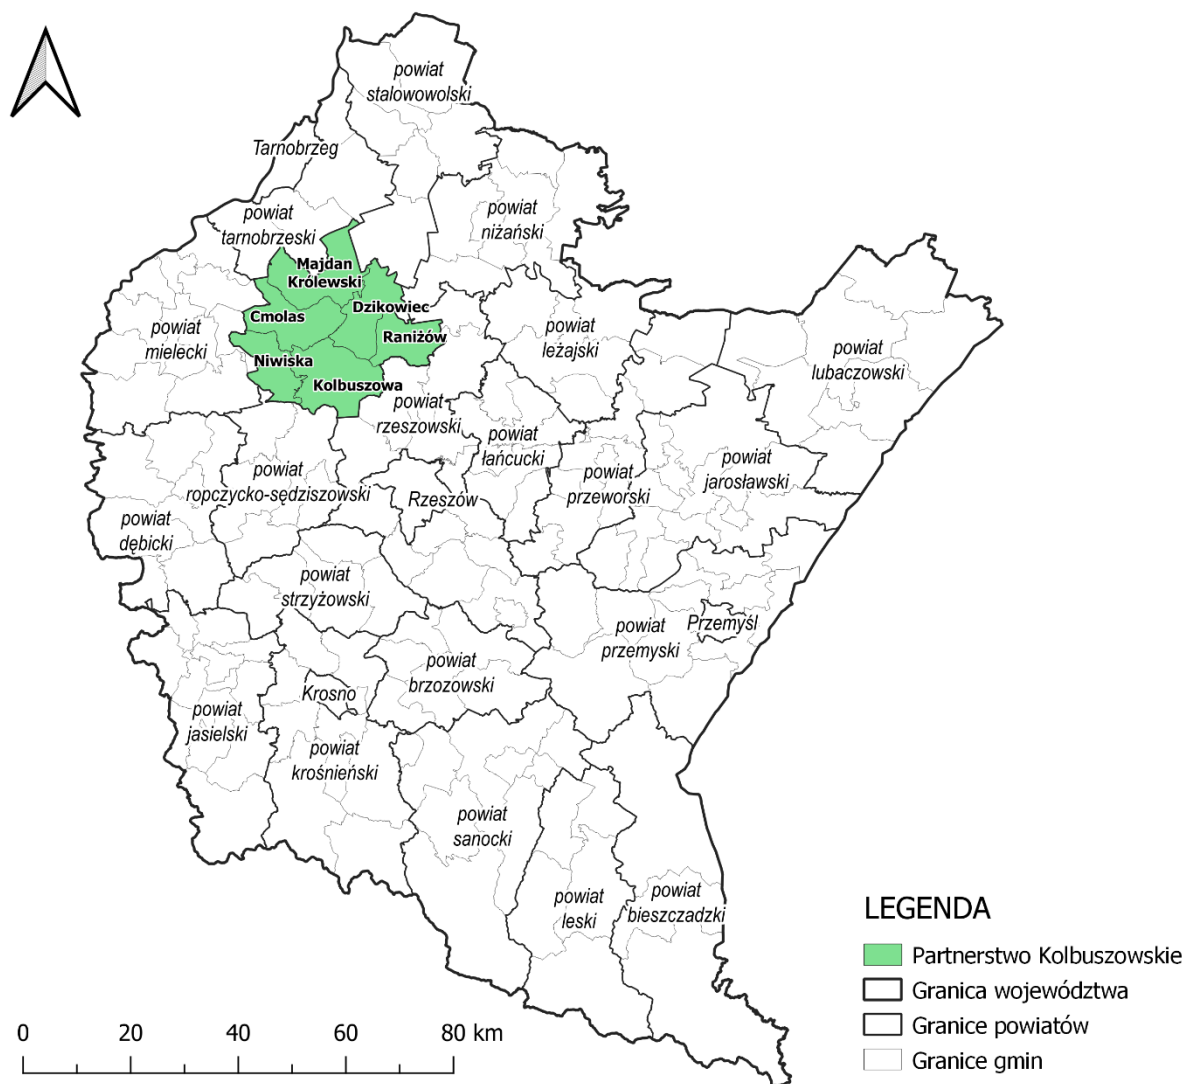 powiat
stalowowolski
Tarnobrzeg
powiat
tarnobrzeski
powiat
niżański
Majdan
Królewski
Dzikowiec
Cmolas
Raniżów
powiat
mielecki
powiat
leżajski
powiat
lubaczowski
Niwiska
Kolbuszowa
powiat
rzeszowski
powiat
łańcucki
powiat
ropczycko-sędziszowski
Rzeszów
powiat
przeworski
powiat
jarosławski
powiat
dębicki
powiat
strzyżowski
powiat
przemyski
Przemyśl
powiat
brzozowski
Krosno
powiat
jasielski
powiat
krośnieński
powiat
sanocki
powiat
leski
powiat
bieszczadzki
LEGENDA
Partnerstwo Kolbuszowskie
Granica województwa
Granice powiatów
Granice gmin
0 20 40 60 80 km